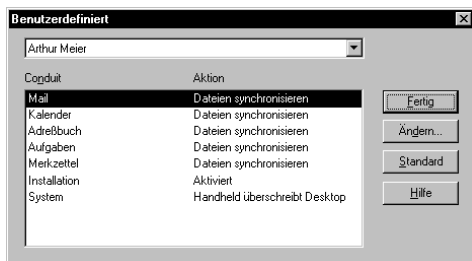 Benutzerdefiniert
Arthur Meier
Conduit Aktion
Mail Dateien synchronisieren
Kalender Dateien synchronisieren
Adreßbuch Dateien synchronisieren
Aufgaben Dateien synchronisieren
Merkzettel Dateien synchronisieren
Installation Aktiviert
System Handheld überschreibt Desktop
Fertig
Ändern...
Standard
Hilfe